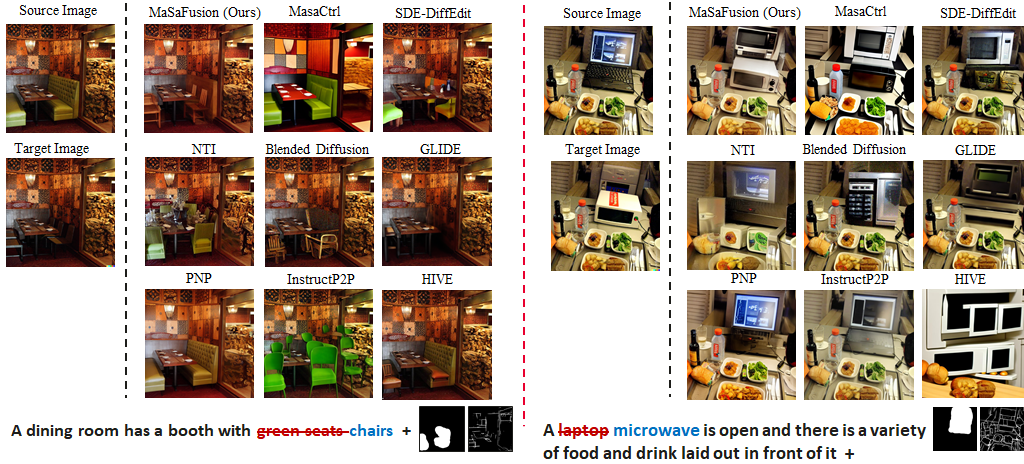 Source Image
MaSaFusion (Ours)
MasaCtrl
SDE-DiffEdit
Target Image
NTI
Blended Diffusion
GLIDE
PNP
InstructP2P
HIVE
A dining room has a booth with green seats chairs +
Source Image
MaSaFusion (Ours)
MasaCtrl
SDE-DiffEdit
Target Image
NTI
Blended Diffusion
GLIDE
PNP
InstructP2P
HIVE
A laptop microwave is open and there is a variety
of food and drink laid out in front of it +